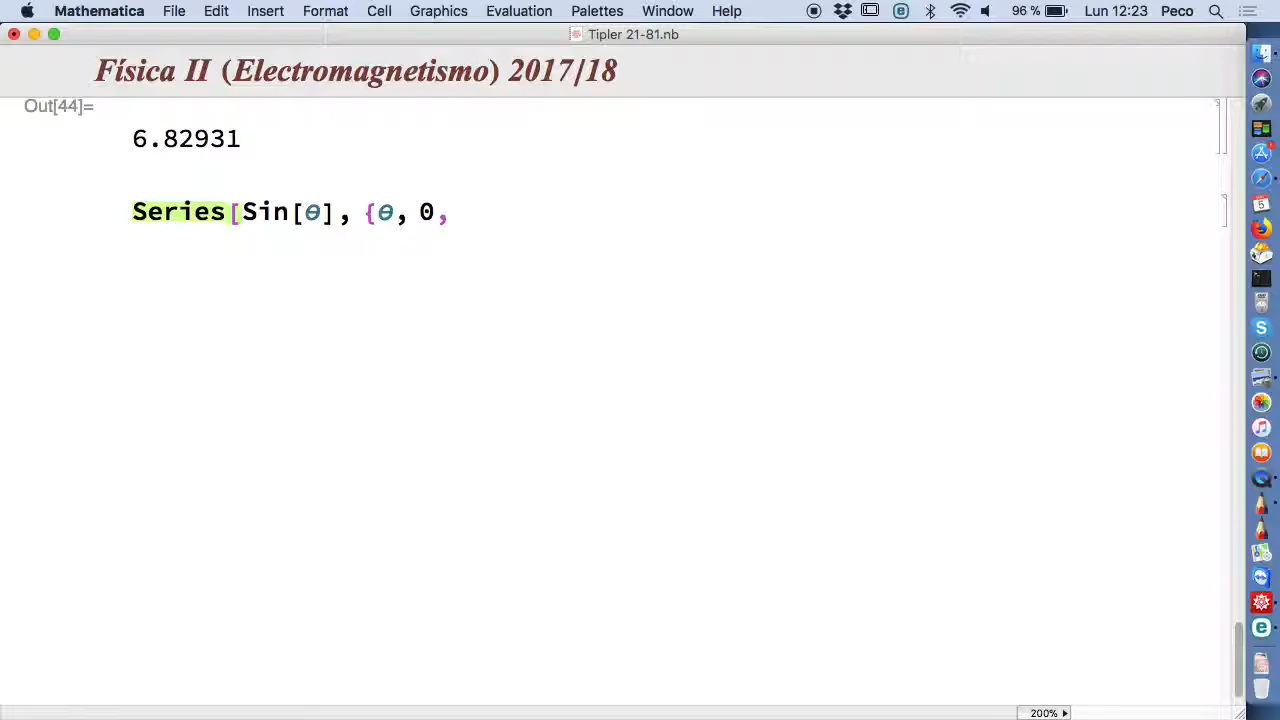 Mathematica File Edit Insert Format Cell Graphics Evaluation Palettes Window Help 96 % Lun 12:23 Peco
Tipler 21-81.nb
Física II (Electromagnetismo) 2017/18
Out[44]=
6.82931
Series[Sin[θ], {θ, 0,
200%